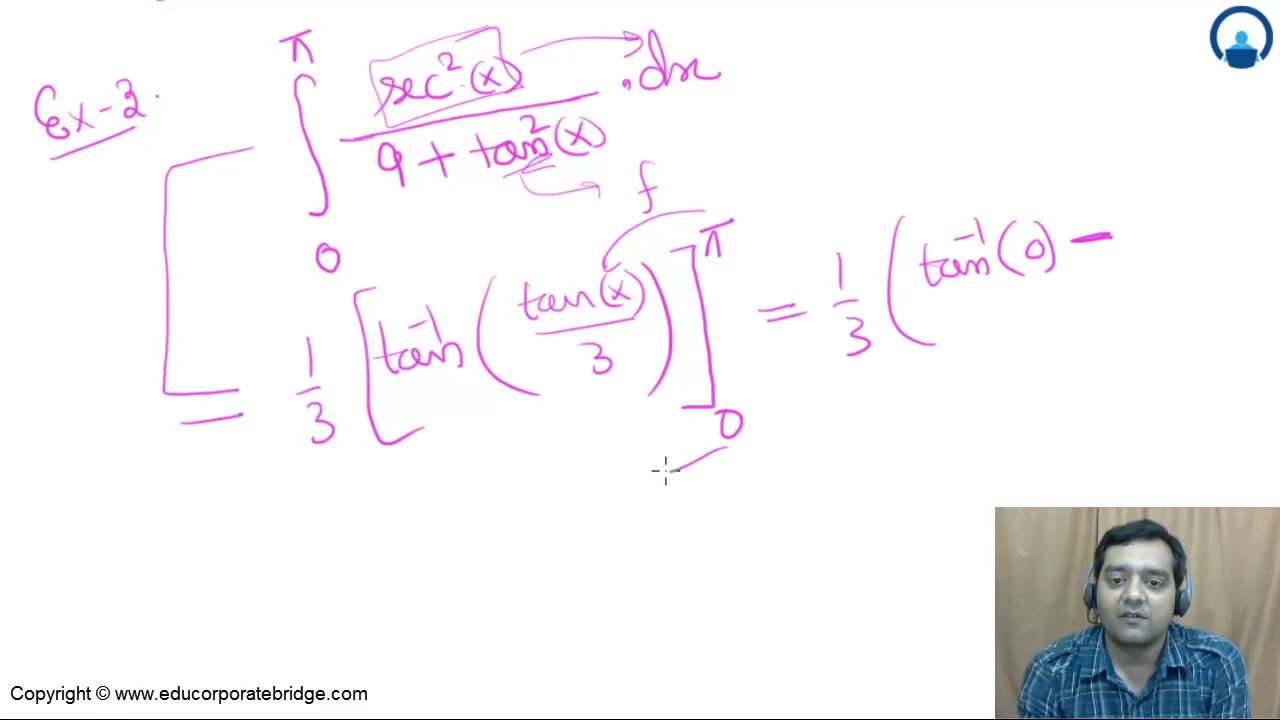 Ex-3.
∫₀^π sec²(x) / (9 + tan²(x)) .dx
f
= 1/3 [tan⁻¹(tan(x)/3)]₀^π = 1/3 (tan⁻¹(0) −
Copyright © www.educorporatebridge.com